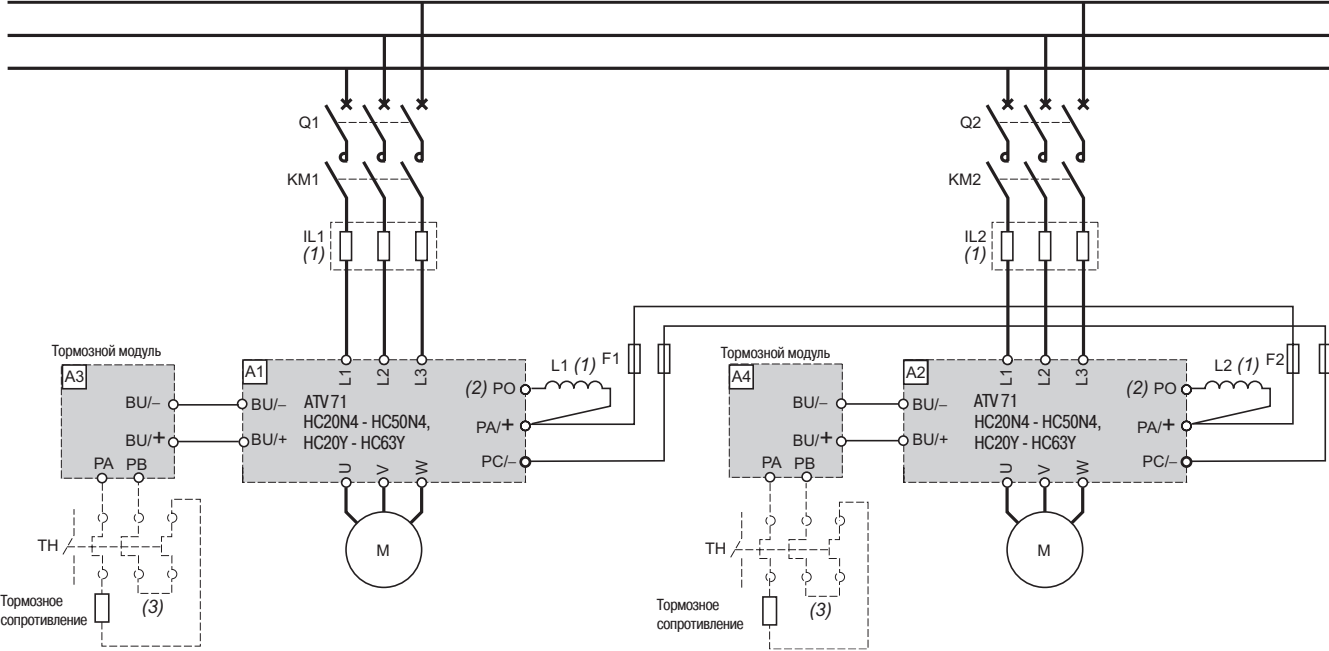 Q1
Q2
KM1
KM2
IL1
(1)
IL2
(1)
Тормозной модуль
A3
BU/–
BU/+
PA PB
A1
L1 L2 L3
BU/–
BU/+
ATV 71
HC20N4 - HC50N4,
HC20Y - HC63Y
U V W
(2) PO
PA/+
PC/–
L1 (1)
F1
M
TH
(3)
Тормозное
сопротивление
Тормозной модуль
A4
BU/–
BU/+
PA PB
A2
L1 L2 L3
BU/–
BU/+
ATV 71
HC20N4 - HC50N4,
HC20Y - HC63Y
U V W
(2) PO
PA/+
PC/–
L2 (1)
F2
M
TH
(3)
Тормозное
сопротивление